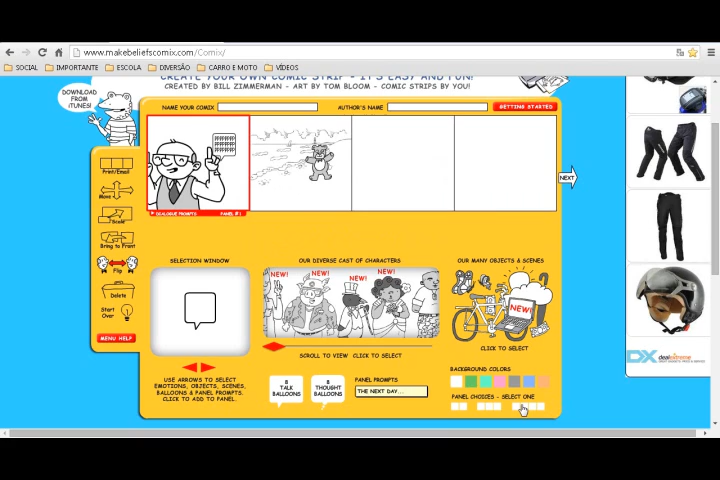 www.makebeliefscomix.com/Comix/
SOCIAL IMPORTANTE ESCOLA DIVERSÃO CARRO E MOTO VÍDEOS
CREATE YOUR OWN COMIC STRIP - IT'S EASY AND FUN!
CREATED BY BILL ZIMMERMAN - ART BY TOM BLOOM - COMIC STRIPS BY YOU!
DOWNLOAD
FROM
iTUNES!
NAME YOUR COMIX AUTHOR'S NAME GETTING STARTED
Print/Email
Move
Scale
Bring to Front
Flip
Delete
Start
Over
MENU HELP
DIALOGUE PROMPTS PANEL #1
NEXT
SELECTION WINDOW
OUR DIVERSE CAST OF CHARACTERS
OUR MANY OBJECTS & SCENES
NEW! NEW! NEW! NEW!
NEW!
SCROLL TO VIEW CLICK TO SELECT
CLICK TO SELECT
USE ARROWS TO SELECT
EMOTIONS, OBJECTS, SCENES,
BALLOONS & PANEL PROMPTS.
CLICK TO ADD TO PANEL.
8
TALK
BALLOONS
8
THOUGHT
BALLOONS
PANEL PROMPTS
THE NEXT DAY...
BACKGROUND COLORS
PANEL CHOICES - SELECT ONE
DX dealextreme